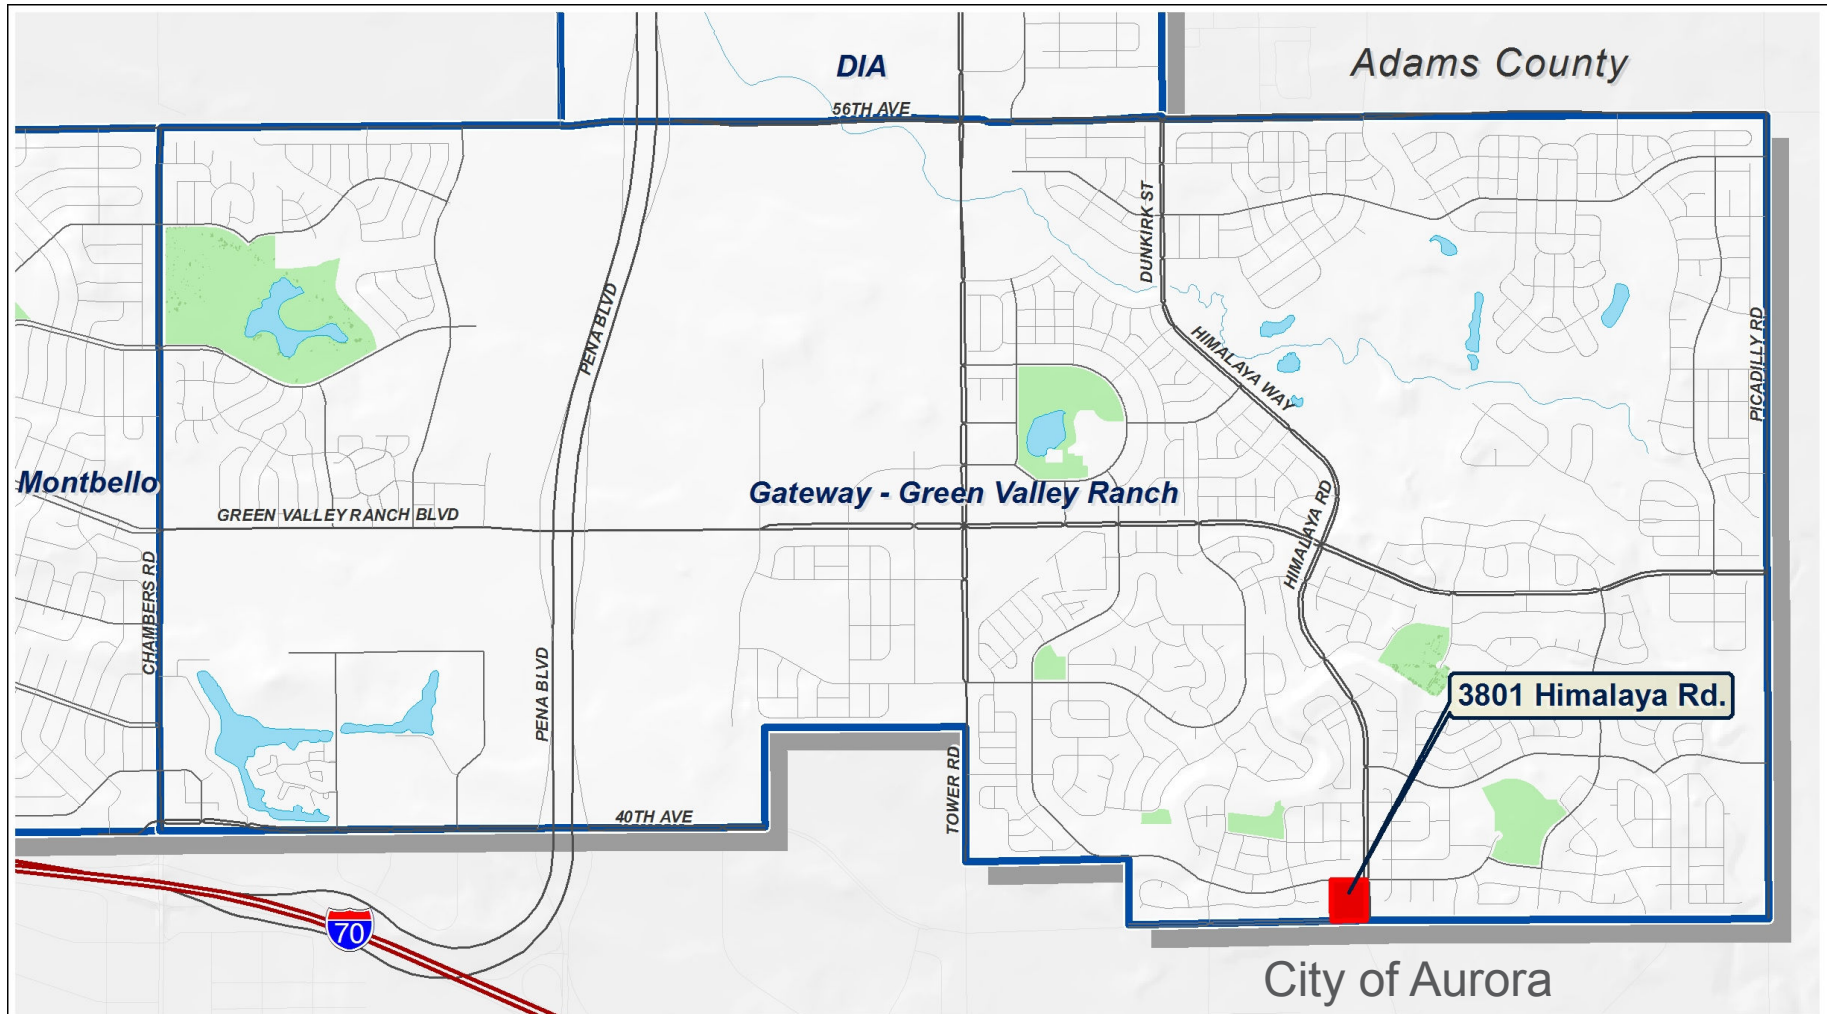 DIA
Adams County
56TH AVE
DUNKIRK ST
PENA BLVD
HIMALAYA WAY
PICADILLY RD
Montbello
Gateway - Green Valley Ranch
GREEN VALLEY RANCH BLVD
HIMALAYA RD
CHAMBERS RD
PENA BLVD
3801 Himalaya Rd.
TOWER RD
40TH AVE
70
City of Aurora